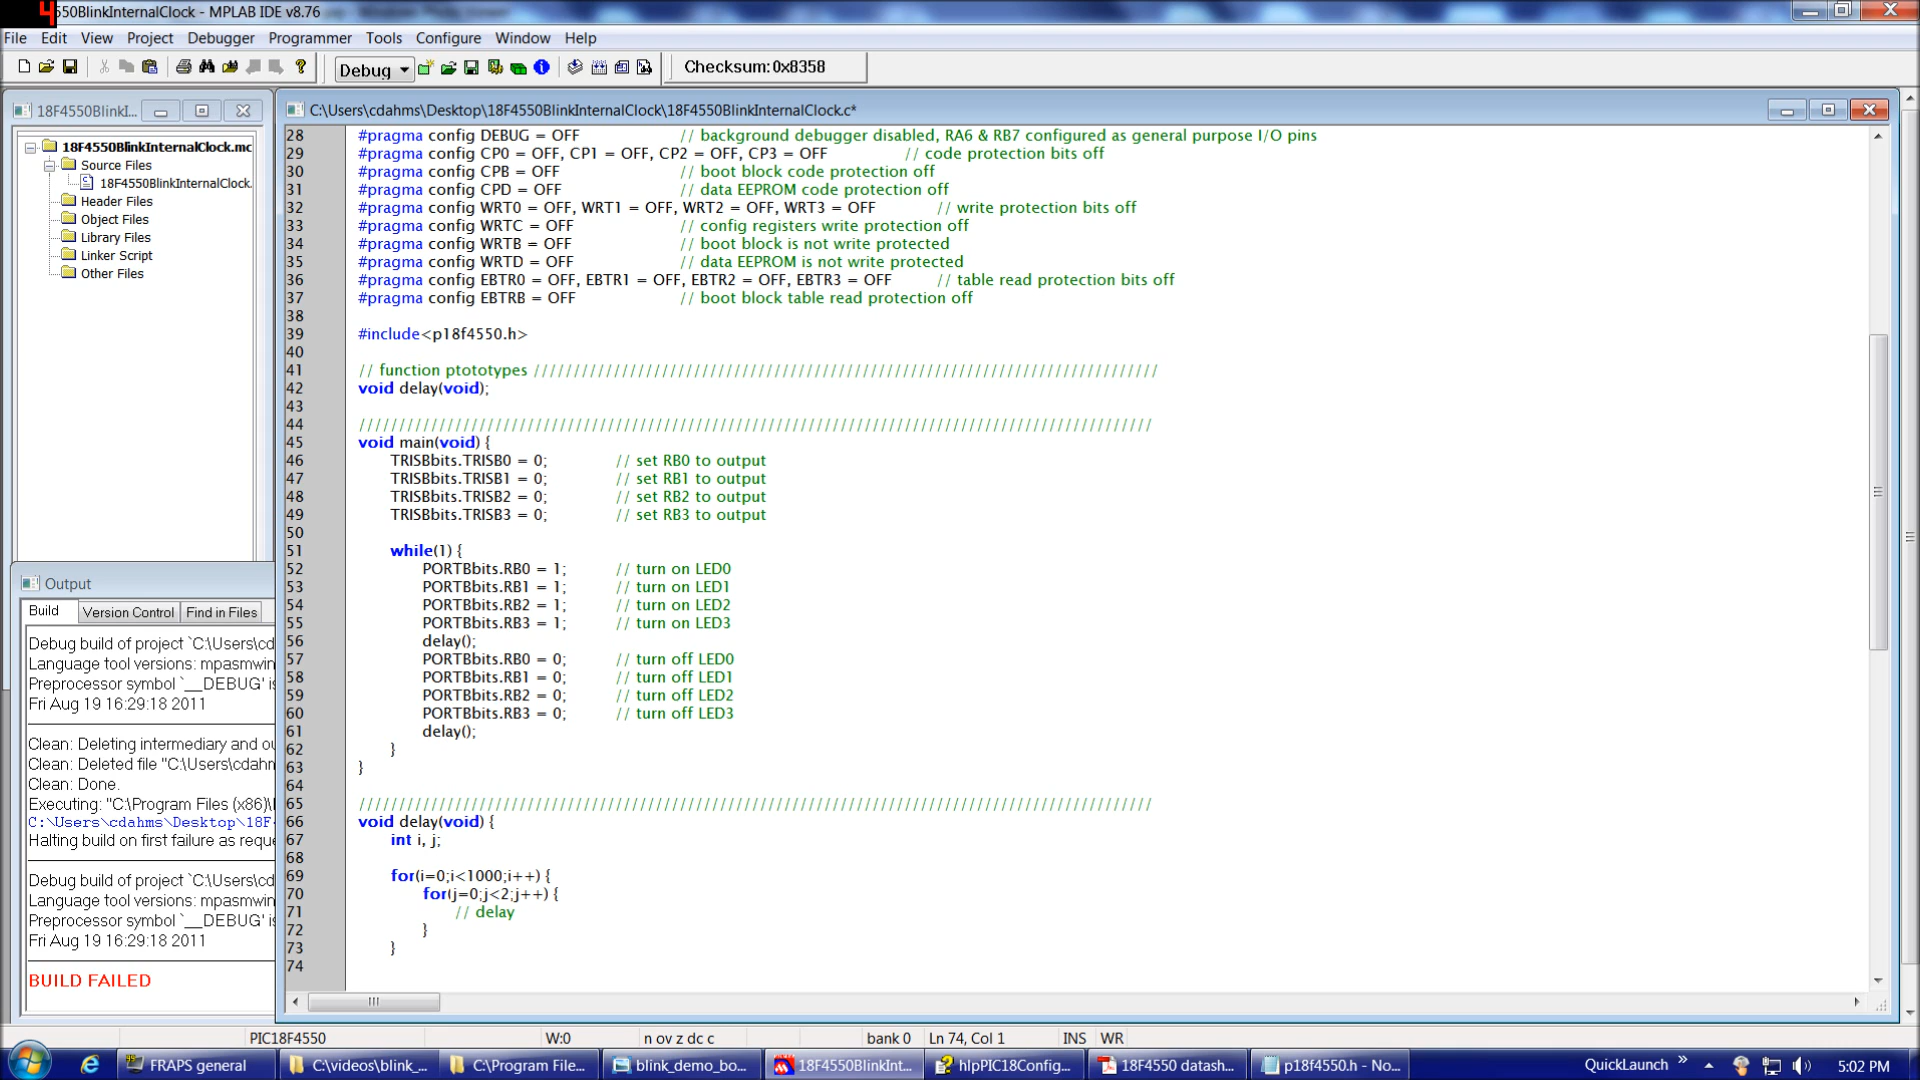 4
550BlinkInternalClock - MPLAB IDE v8.76
File Edit View Project Debugger Programmer Tools Configure Window Help
Debug
Checksum: 0x8358
18F4550BlinkI...
18F4550BlinkInternalClock.mc
Source Files
18F4550BlinkInternalClock.
Header Files
Object Files
Library Files
Linker Script
Other Files
Output
Build Version Control Find in Files
Debug build of project `C:\Users\cd
Language tool versions: mpasmwin
Preprocessor symbol `__DEBUG' is
Fri Aug 19 16:29:18 2011
Clean: Deleting intermediary and ou
Clean: Deleted file "C:\Users\cdahm
Clean: Done.
Executing: "C:\Program Files (x86)\
C:\Users\cdahms\Desktop\18F
Halting build on first failure as reque
Debug build of project `C:\Users\cd
Language tool versions: mpasmwin
Preprocessor symbol `__DEBUG' is
Fri Aug 19 16:29:18 2011
BUILD FAILED
C:\Users\cdahms\Desktop\18F4550BlinkInternalClock\18F4550BlinkInternalClock.c*
28 #pragma config DEBUG = OFF // background debugger disabled, RA6 & RB7 configured as general purpose I/O pins
29 #pragma config CP0 = OFF, CP1 = OFF, CP2 = OFF, CP3 = OFF // code protection bits off
30 #pragma config CPB = OFF // boot block code protection off
31 #pragma config CPD = OFF // data EEPROM code protection off
32 #pragma config WRT0 = OFF, WRT1 = OFF, WRT2 = OFF, WRT3 = OFF // write protection bits off
33 #pragma config WRTC = OFF // config registers write protection off
34 #pragma config WRTB = OFF // boot block is not write protected
35 #pragma config WRTD = OFF // data EEPROM is not write protected
36 #pragma config EBTR0 = OFF, EBTR1 = OFF, EBTR2 = OFF, EBTR3 = OFF // table read protection bits off
37 #pragma config EBTRB = OFF // boot block table read protection off
38
39 #include<p18f4550.h>
40
41 // function ptototypes //////////////////////////////////////////////////////////////////////////////
42 void delay(void);
43
44 ///////////////////////////////////////////////////////////////////////////////////////////////////
45 void main(void) {
46 TRISBbits.TRISB0 = 0; // set RB0 to output
47 TRISBbits.TRISB1 = 0; // set RB1 to output
48 TRISBbits.TRISB2 = 0; // set RB2 to output
49 TRISBbits.TRISB3 = 0; // set RB3 to output
50
51 while(1) {
52 PORTBbits.RB0 = 1; // turn on LED0
53 PORTBbits.RB1 = 1; // turn on LED1
54 PORTBbits.RB2 = 1; // turn on LED2
55 PORTBbits.RB3 = 1; // turn on LED3
56 delay();
57 PORTBbits.RB0 = 0; // turn off LED0
58 PORTBbits.RB1 = 0; // turn off LED1
59 PORTBbits.RB2 = 0; // turn off LED2
60 PORTBbits.RB3 = 0; // turn off LED3
61 delay();
62 }
63 }
64
65 ///////////////////////////////////////////////////////////////////////////////////////////////////
66 void delay(void) {
67 int i, j;
68
69 for(i=0;i<1000;i++) {
70 for(j=0;j<2;j++) {
71 // delay
72 }
73 }
74
PIC18F4550 W:0 n ov z dc c bank 0 Ln 74, Col 1 INS WR
FRAPS general C:\videos\blink_... C:\Program File... blink_demo_bo... 18F4550BlinkInt... hlpPIC18Config... 18F4550 datash... p18f4550.h - No... QuickLaunch » 5:02 PM